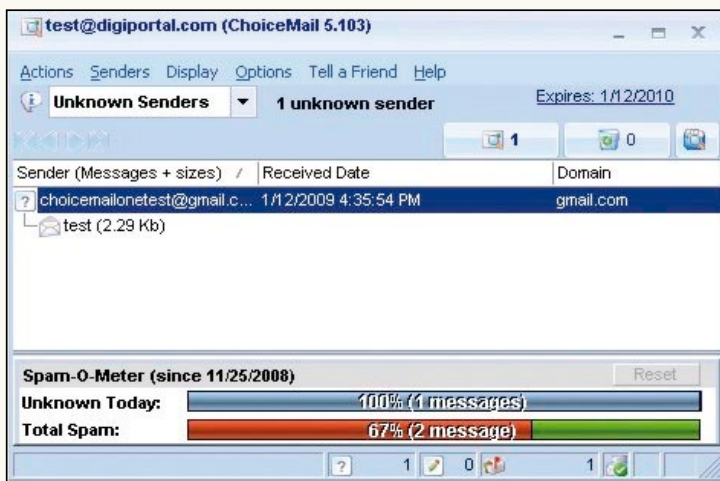 test@digiportal.com (ChoiceMail 5.103)
Actions Senders Display Options Tell a Friend Help
Unknown Senders 1 unknown sender Expires: 1/12/2010
1 0
Sender (Messages + sizes) / Received Date Domain
? choicemailonetest@gmail.c... 1/12/2009 4:35:54 PM gmail.com
test (2.29 Kb)
Spam-O-Meter (since 11/25/2008) Reset
Unknown Today: 100% (1 messages)
Total Spam: 67% (2 message)
? 1 0 1